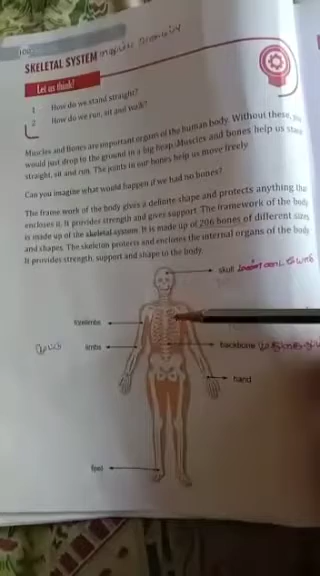 SKELETAL SYSTEM
Let us think!
1 How do we stand straight?
2 How do we run, sit and walk?
Muscles and Bones are important organs of the human body. Without these, you
would just drop to the ground in a big heap. Muscles and bones help us stand
straight, sit and run. The joints in our bones help us move freely.
Can you imagine what would happen if we had no bones?
The frame work of the body gives a definite shape and protects anything that
encloses it. It provides strength and gives support. The framework of the body
is made up of the skeletal system. It is made up of 206 bones of different sizes
and shapes. The skeleton protects and encloses the internal organs of the body.
It provides strength, support and shape to the body.
skull
forelimbs
limbs
backbone
hand
feet